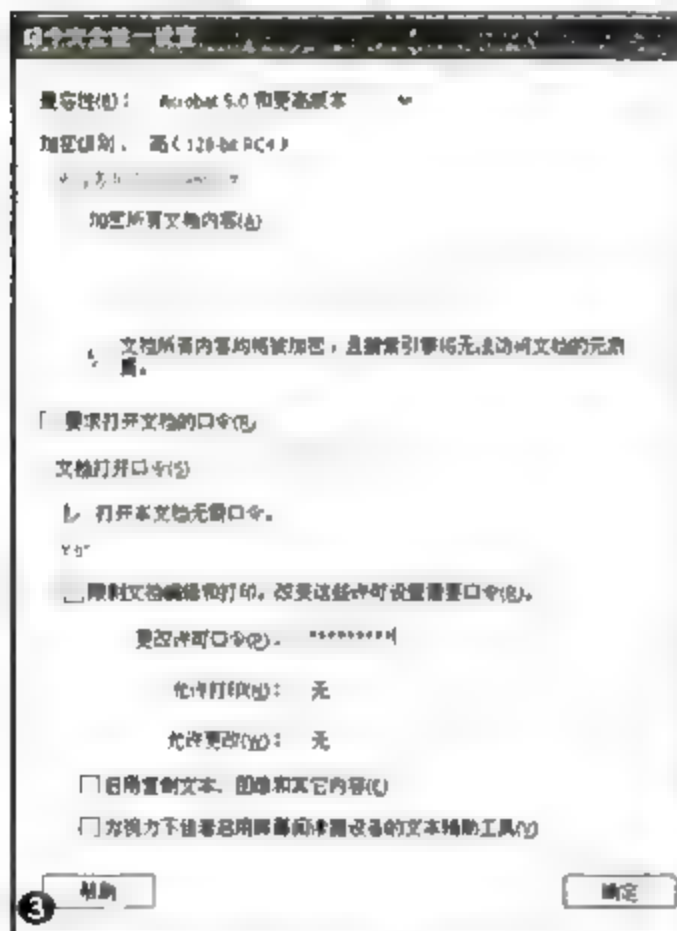 口令安全性－设置
兼容性(B)： Acrobat 5.0 和更高版本
加密级别： 高(128-bit RC4)
加密所有文档内容(A)
文档所有内容均将被加密，且搜索引擎将无法访问文档的元数据。
要求打开文档的口令(R)
文档打开口令(S)
打开本文档无需口令。
限制文档编辑和打印。改变这些许可设置需要口令(R)。
更改许可口令(P)： *********
允许打印(N)： 无
允许更改(W)： 无
启用复制文本、图像和其它内容(C)
为视力不佳者启用屏幕阅读器设备的文本辅助工具(V)
帮助
确定
3